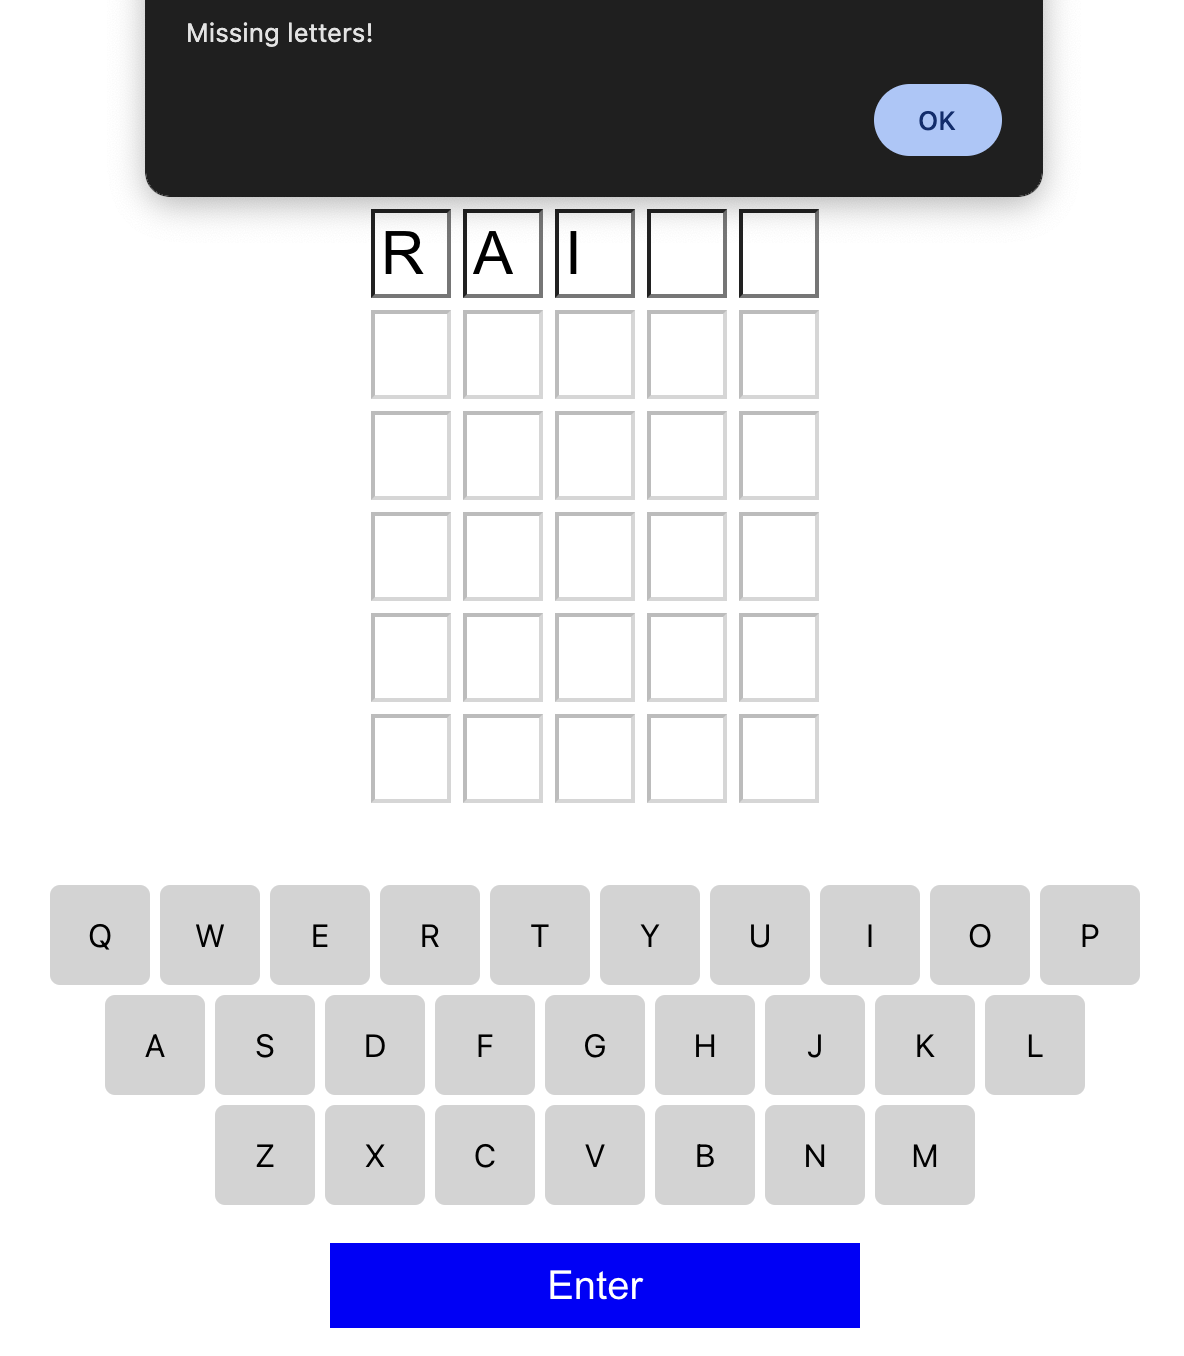 Missing letters!
OK
R A I
Q W E R T Y U I O P
A S D F G H J K L
Z X C V B N M
Enter